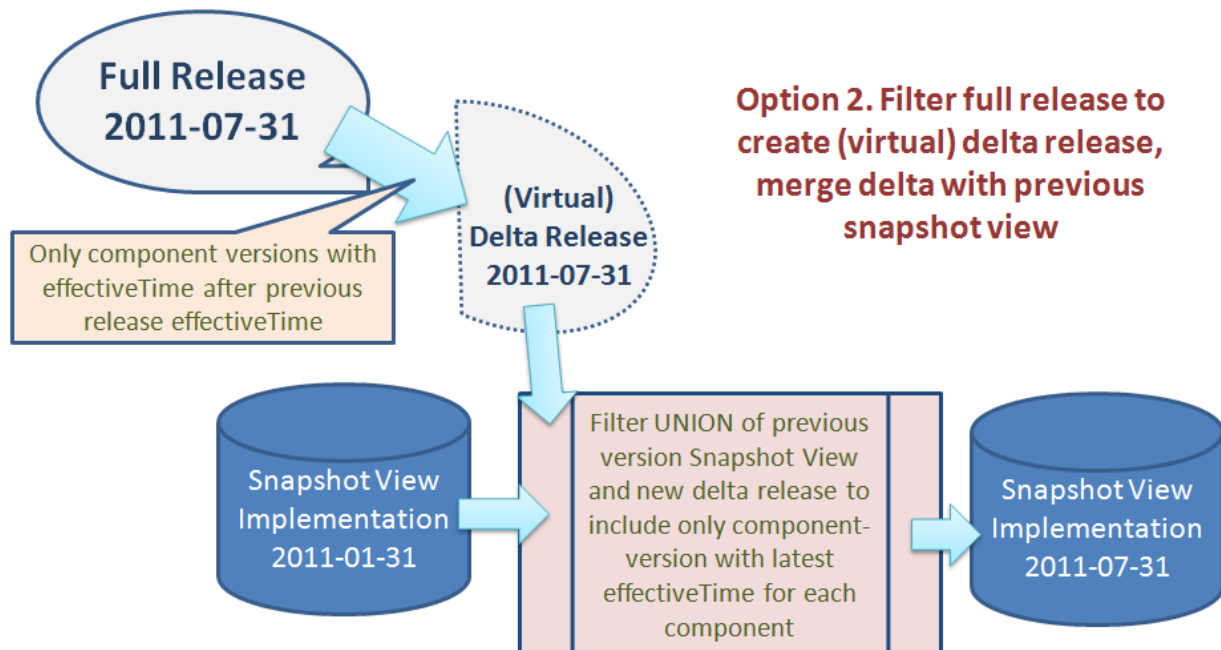 Full Release
2011-07-31
Option 2. Filter full release to
create (virtual) delta release,
merge delta with previous
snapshot view
(Virtual)
Delta Release
2011-07-31
Only component versions with
effectiveTime after previous
release effectiveTime
Snapshot View
Implementation
2011-01-31
Filter UNION of previous
version Snapshot View
and new delta release to
include only component-
version with latest
effectiveTime for each
component
Snapshot View
Implementation
2011-07-31